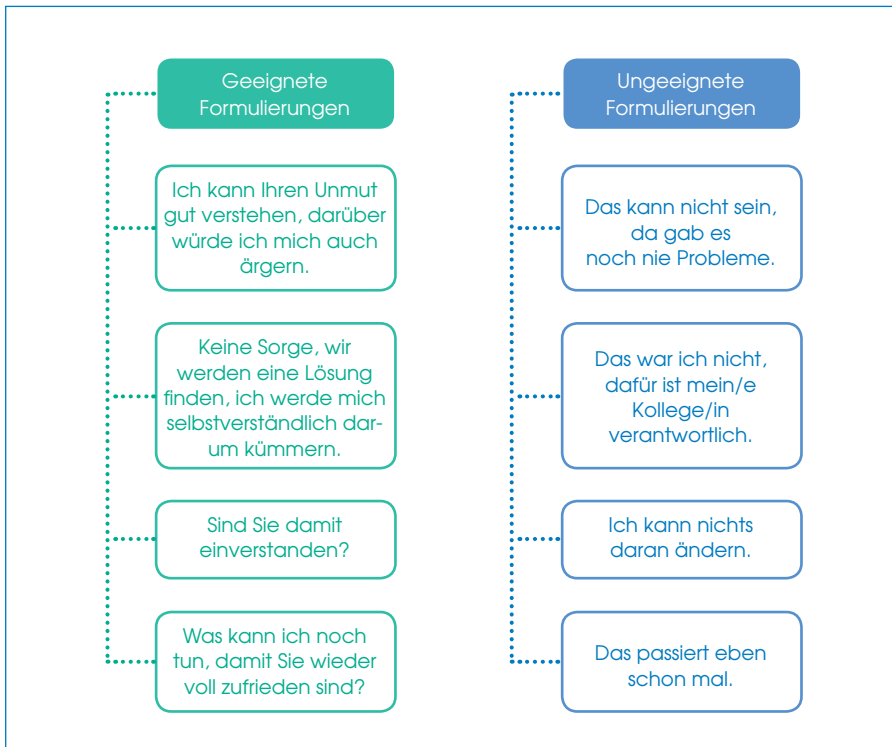 Geeignete
Formulierungen
Ich kann Ihren Unmut
gut verstehen, darüber
würde ich mich auch
ärgern.
Keine Sorge, wir
werden eine Lösung
finden, ich werde mich
selbstverständlich dar-
um kümmern.
Sind Sie damit
einverstanden?
Was kann ich noch
tun, damit Sie wieder
voll zufrieden sind?
Ungeeignete
Formulierungen
Das kann nicht sein,
da gab es
noch nie Probleme.
Das war ich nicht,
dafür ist mein/e
Kollege/in
verantwortlich.
Ich kann nichts
daran ändern.
Das passiert eben
schon mal.